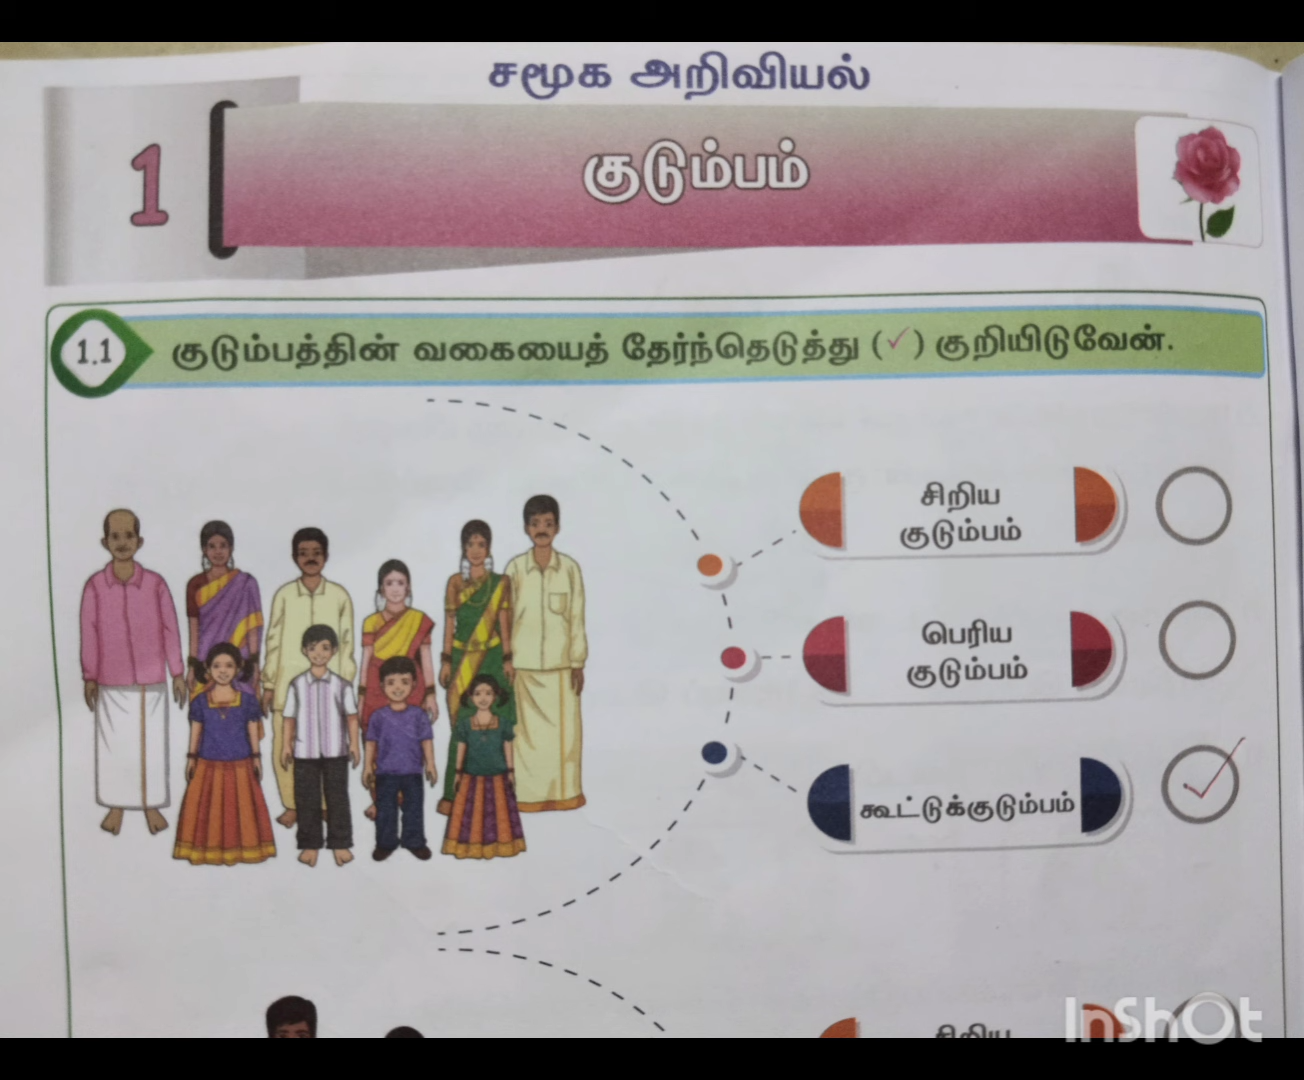 சமூக அறிவியல்
1
குடும்பம்
1.1 குடும்பத்தின் வகையைத் தேர்ந்தெடுத்து (✓) குறியிடுவேன்.
சிறிய
குடும்பம்
பெரிய
குடும்பம்
கூட்டுக்குடும்பம்
சிறிய
InShOt